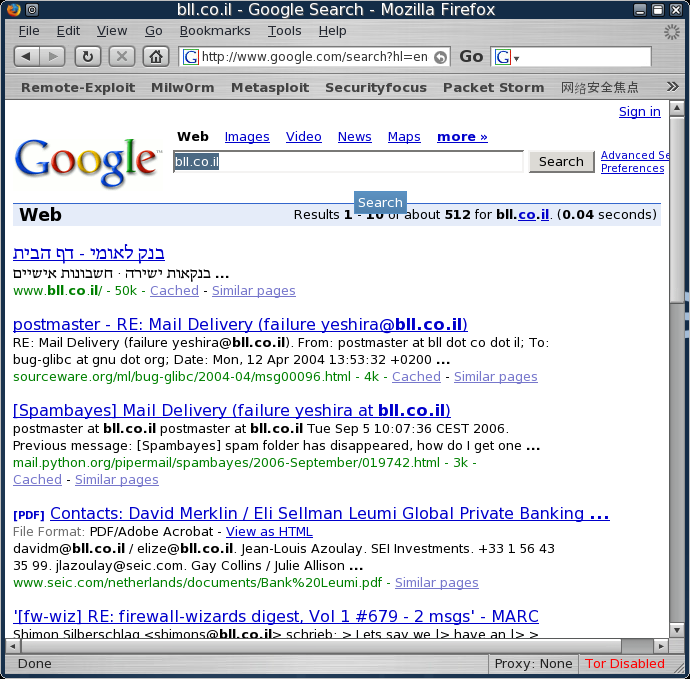 bll.co.il - Google Search - Mozilla Firefox
File Edit View Go Bookmarks Tools Help
http://www.google.com/search?hl=en Go
Remote-Exploit Milw0rm Metasploit Securityfocus Packet Storm 网络安全焦点 »
Sign in
Google™
Web Images Video News Maps more »
bll.co.il Search Advanced Se
Preferences
Search
Web Results 1 - 10 of about 512 for bll.co.il. (0.04 seconds)
בנק לאומי - דף הבית
בנקאות ישירה · חשבונות אישיים ...
www.bll.co.il/ - 50k - Cached - Similar pages
postmaster - RE: Mail Delivery (failure yeshira@bll.co.il)
RE: Mail Delivery (failure yeshira@bll.co.il). From: postmaster at bll dot co dot il; To:
bug-glibc at gnu dot org; Date: Mon, 12 Apr 2004 13:53:32 +0200 ...
sourceware.org/ml/bug-glibc/2004-04/msg00096.html - 4k - Cached - Similar pages
[Spambayes] Mail Delivery (failure yeshira at bll.co.il)
postmaster at bll.co.il postmaster at bll.co.il Tue Sep 5 10:07:36 CEST 2006.
Previous message: [Spambayes] spam folder has disappeared, how do I get one ...
mail.python.org/pipermail/spambayes/2006-September/019742.html - 3k -
Cached - Similar pages
[PDF] Contacts: David Merklin / Eli Sellman Leumi Global Private Banking ...
File Format: PDF/Adobe Acrobat - View as HTML
davidm@bll.co.il / elize@bll.co.il. Jean-Louis Azoulay. SEI Investments. +33 1 56 43
35 99. jlazoulay@seic.com. Gay Collins / Julie Allison ...
www.seic.com/netherlands/documents/Bank%20Leumi.pdf - Similar pages
'[fw-wiz] RE: firewall-wizards digest, Vol 1 #679 - 2 msgs' - MARC
Shimon Silberschlag <shimons@bll.co.il> schrieb: > Lets say we |> have an |> >
Done Proxy: None Tor Disabled